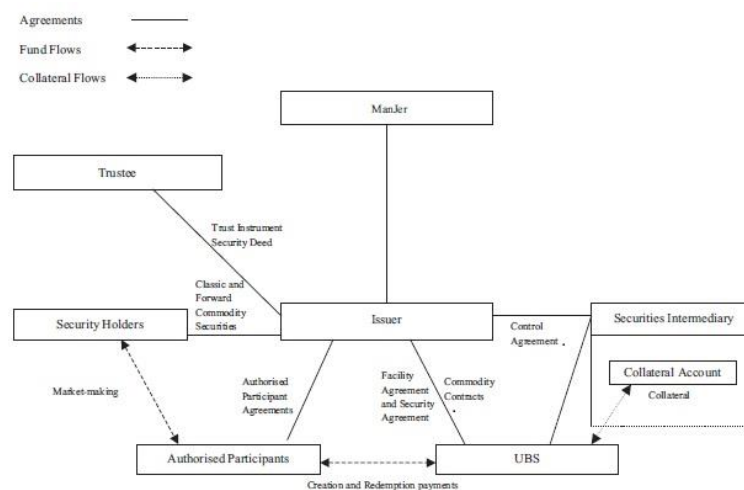 Agreements
Fund Flows
Collateral Flows
ManJer
Trustee
Trust Instrument
Security Deed
Classic and
Forward
Commodity
Securities
Security Holders
Issuer
Securities Intermediary
Control
Agreement
Collateral Account
Collateral
Market-making
Authorised
Participant
Agreements
Facility
Agreement
and Security
Agreement
Commodity
Contracts
Authorised Participants
UBS
Creation and Redemption payments